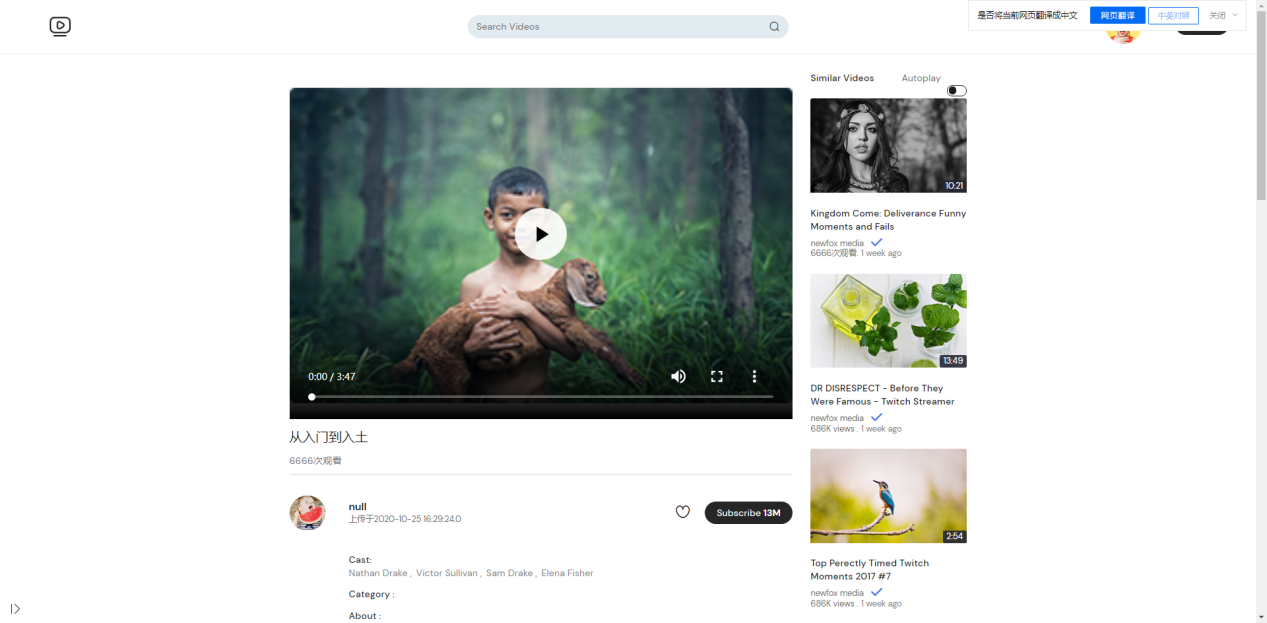 Search Videos
是否将当前网页翻译成中文
网页翻译
中英对照
关闭
Similar Videos
Autoplay
10:21
Kingdom Come: Deliverance Funny
Moments and Fails
newfox media
6666次观看. 1 week ago
13:49
DR DISRESPECT - Before They
Were Famous - Twitch Streamer
newfox media
686K views . 1 week ago
2:54
Top Perectly Timed Twitch
Moments 2017 #7
newfox media
686K views . 1 week ago
0:00 / 3:47
从入门到入土
6666次观看
null
上传于2020-10-25 16:29:24.0
Subscribe 13M
Cast:
Nathan Drake , Victor Sullivan , Sam Drake , Elena Fisher
Category :
About :